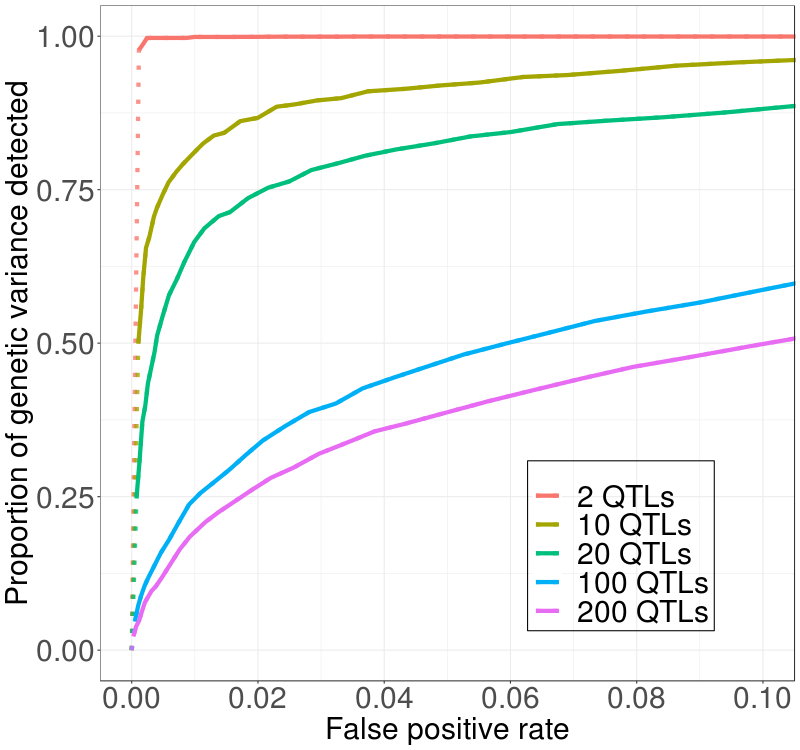 Proportion of genetic variance detected
1.00
0.75
0.50
0.25
0.00
2 QTLs
10 QTLs
20 QTLs
100 QTLs
200 QTLs
0.00 0.02 0.04 0.06 0.08 0.10
False positive rate